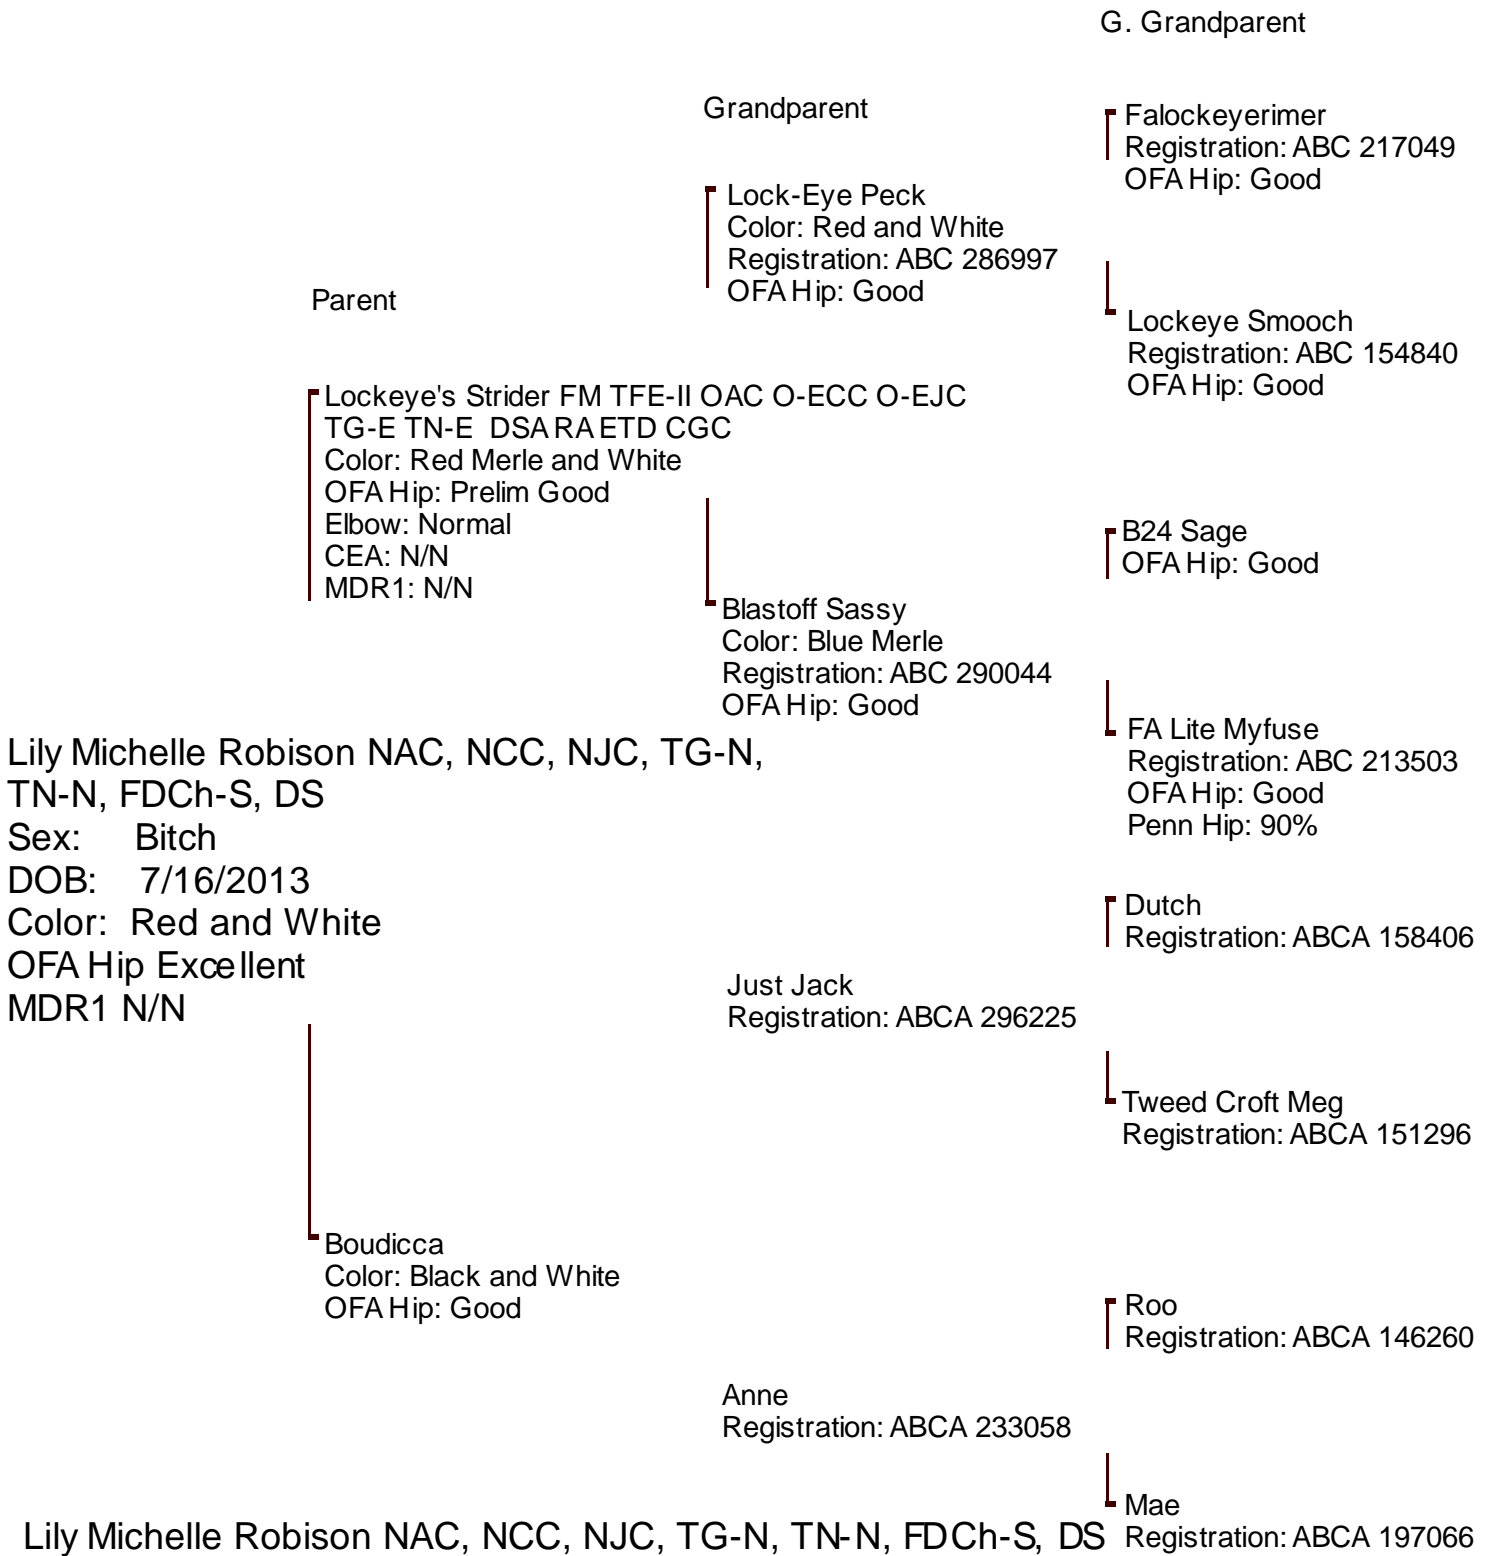 G. Grandparent
Grandparent
Falockeyerimer
Registration: ABC 217049
OFA Hip: Good
Lock-Eye Peck
Color: Red and White
Registration: ABC 286997
OFA Hip: Good
Parent
Lockeye Smooch
Registration: ABC 154840
OFA Hip: Good
Lockeye's Strider FM TFE-II OAC O-ECC O-EJC
TG-E TN-E DSA RA ETD CGC
Color: Red Merle and White
OFA Hip: Prelim Good
Elbow: Normal
CEA: N/N
MDR1: N/N
B24 Sage
OFA Hip: Good
Blastoff Sassy
Color: Blue Merle
Registration: ABC 290044
OFA Hip: Good
FA Lite Myfuse
Registration: ABC 213503
OFA Hip: Good
Penn Hip: 90%
Lily Michelle Robison NAC, NCC, NJC, TG-N,
TN-N, FDCh-S, DS
Sex: Bitch
DOB: 7/16/2013
Color: Red and White
OFA Hip Excellent
MDR1 N/N
Dutch
Registration: ABCA 158406
Just Jack
Registration: ABCA 296225
Tweed Croft Meg
Registration: ABCA 151296
Boudicca
Color: Black and White
OFA Hip: Good
Roo
Registration: ABCA 146260
Anne
Registration: ABCA 233058
Mae
Registration: ABCA 197066
Lily Michelle Robison NAC, NCC, NJC, TG-N, TN-N, FDCh-S, DS